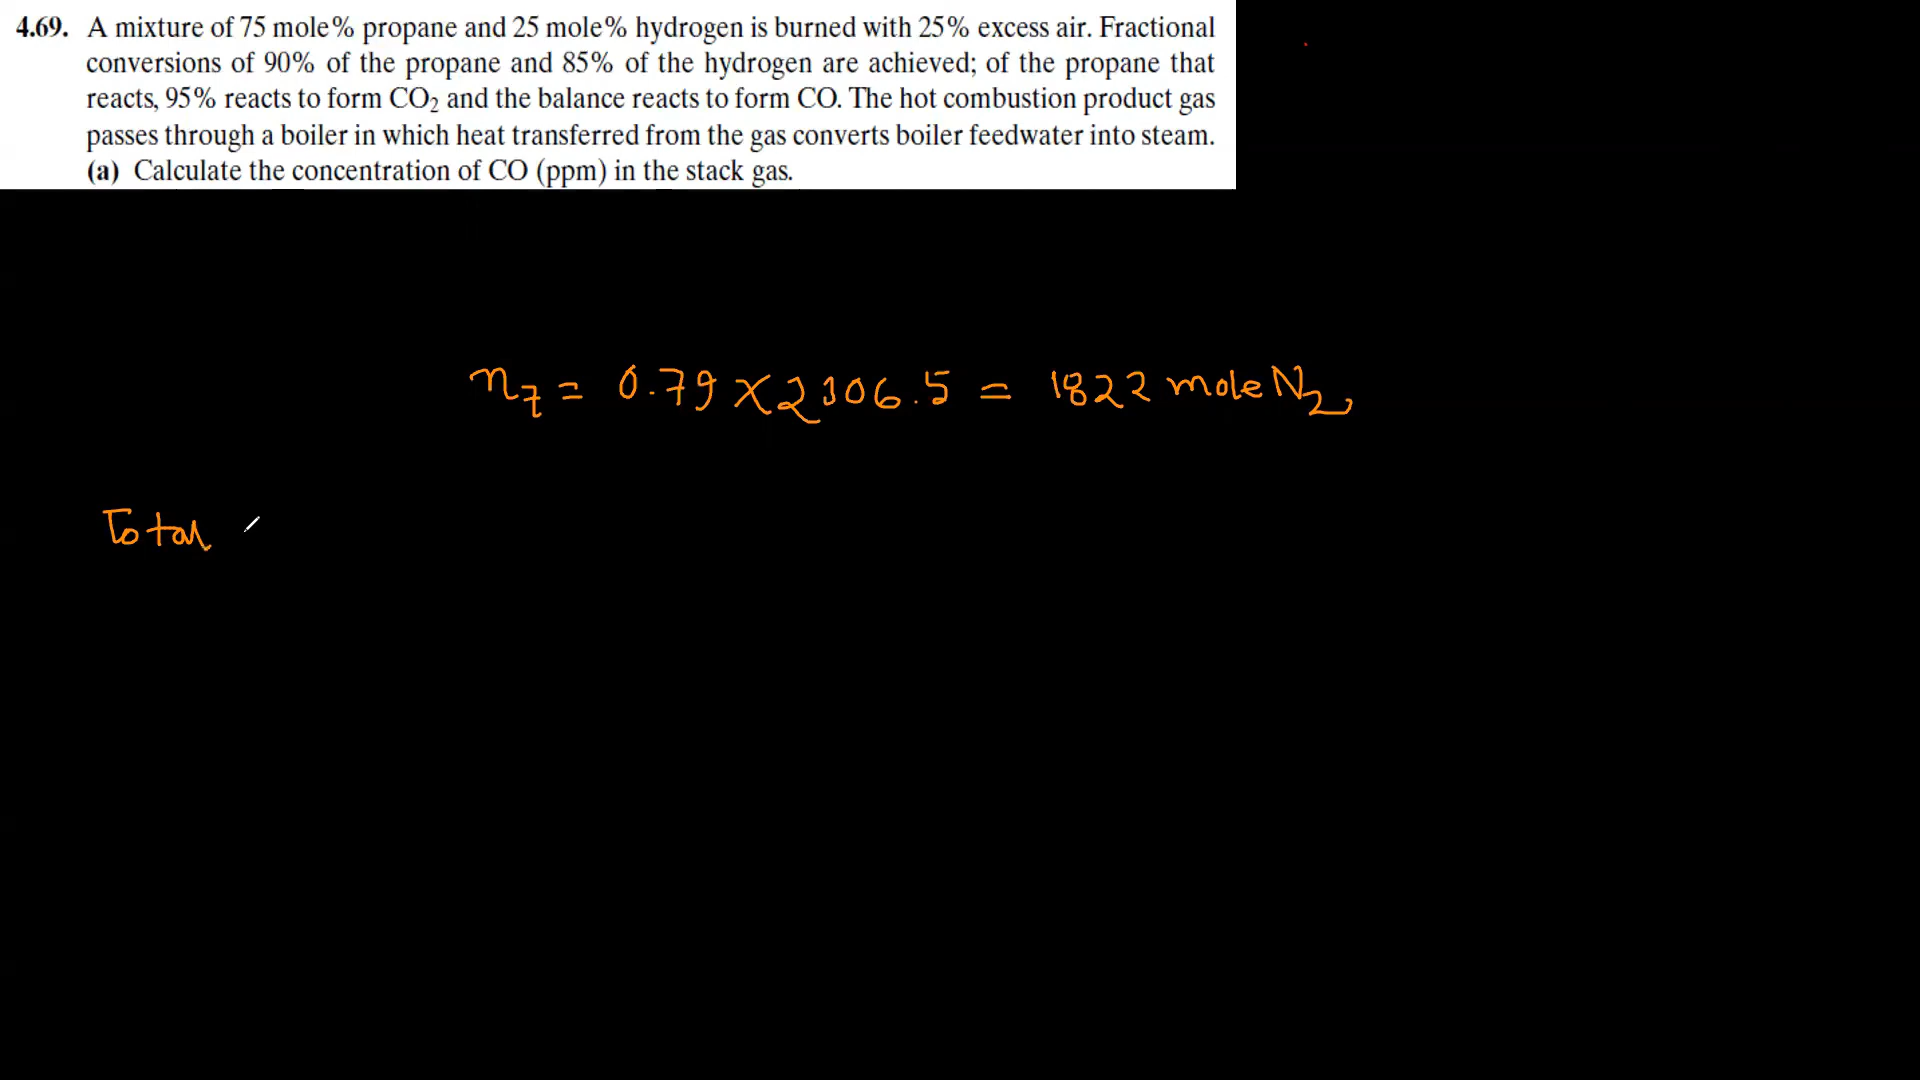 4.69. A mixture of 75 mole% propane and 25 mole% hydrogen is burned with 25% excess air. Fractional
conversions of 90% of the propane and 85% of the hydrogen are achieved; of the propane that
reacts, 95% reacts to form CO₂ and the balance reacts to form CO. The hot combustion product gas
passes through a boiler in which heat transferred from the gas converts boiler feedwater into steam.
(a) Calculate the concentration of CO (ppm) in the stack gas.
n₇ = 0.79 × 2306.5 = 1822 mole N₂
Total